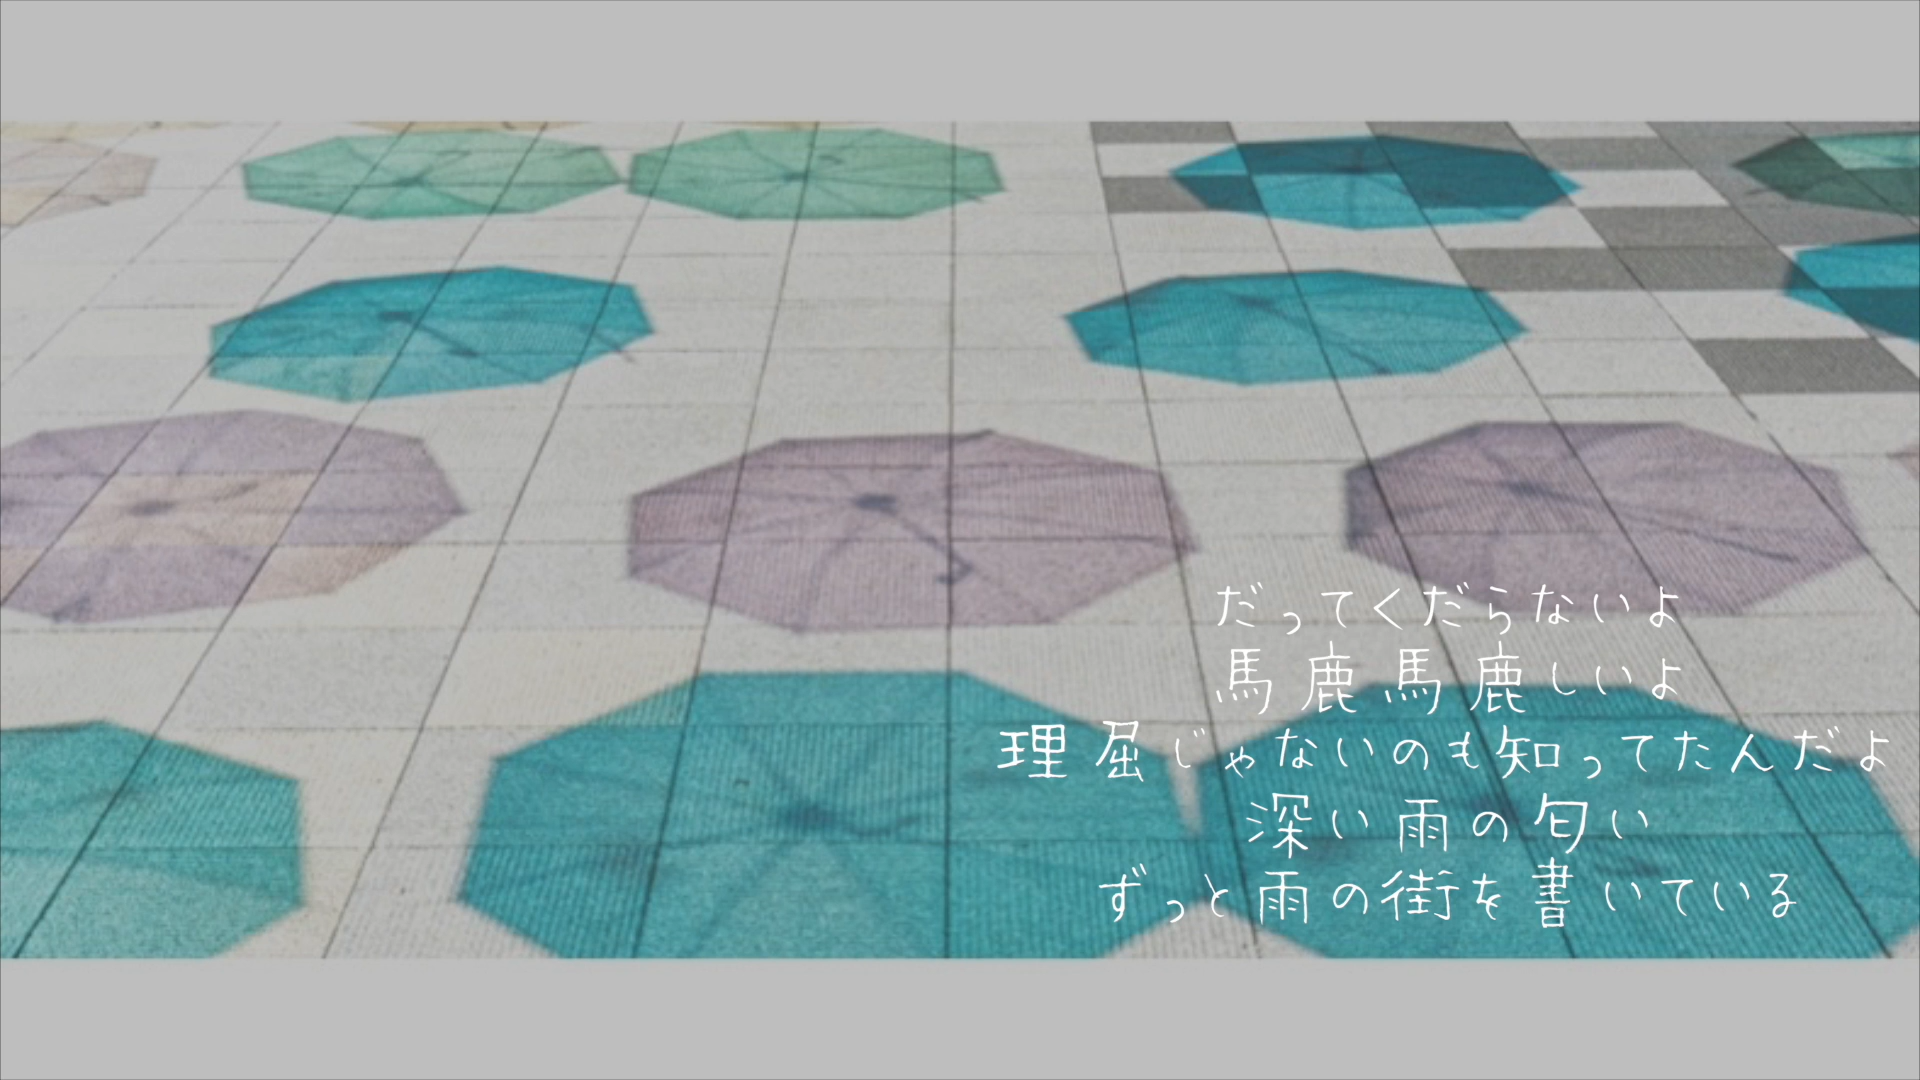 だってくだらないよ
馬鹿馬鹿しいよ
理屈じゃないのも知ってたんだよ
深い雨の匂い
ずっと雨の街を書いている